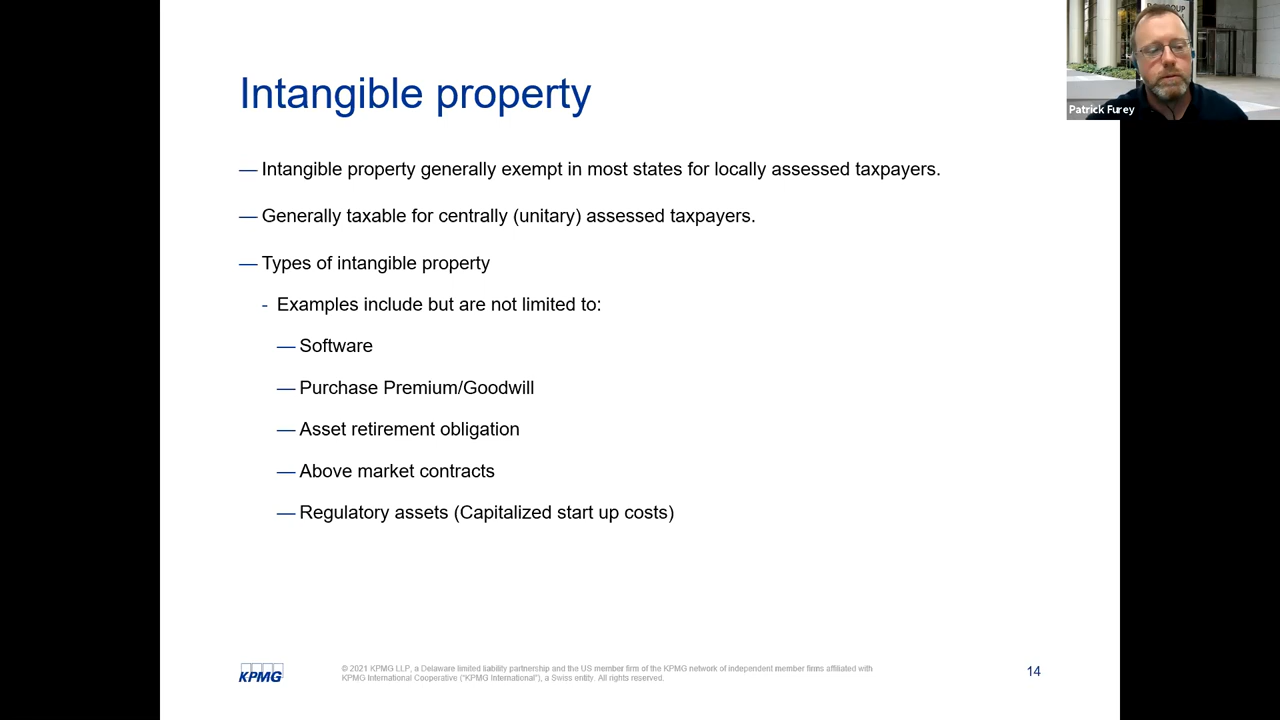 Intangible property
— Intangible property generally exempt in most states for locally assessed taxpayers.
— Generally taxable for centrally (unitary) assessed taxpayers.
— Types of intangible property
- Examples include but are not limited to:
— Software
— Purchase Premium/Goodwill
— Asset retirement obligation
— Above market contracts
— Regulatory assets (Capitalized start up costs)
Patrick Furey
KPMG
© 2021 KPMG LLP, a Delaware limited liability partnership and the US member firm of the KPMG network of independent member firms affiliated with
KPMG International Cooperative ("KPMG International"), a Swiss entity. All rights reserved.
14